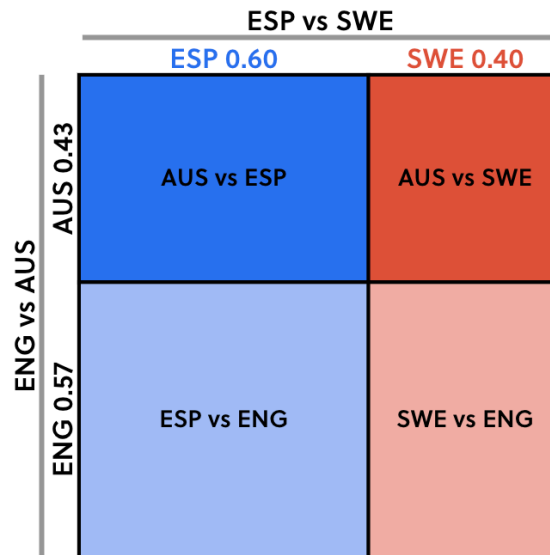 ESP vs SWE
ESP 0.60
SWE 0.40
ENG vs AUS
AUS 0.43
AUS vs ESP
AUS vs SWE
ENG 0.57
ESP vs ENG
SWE vs ENG